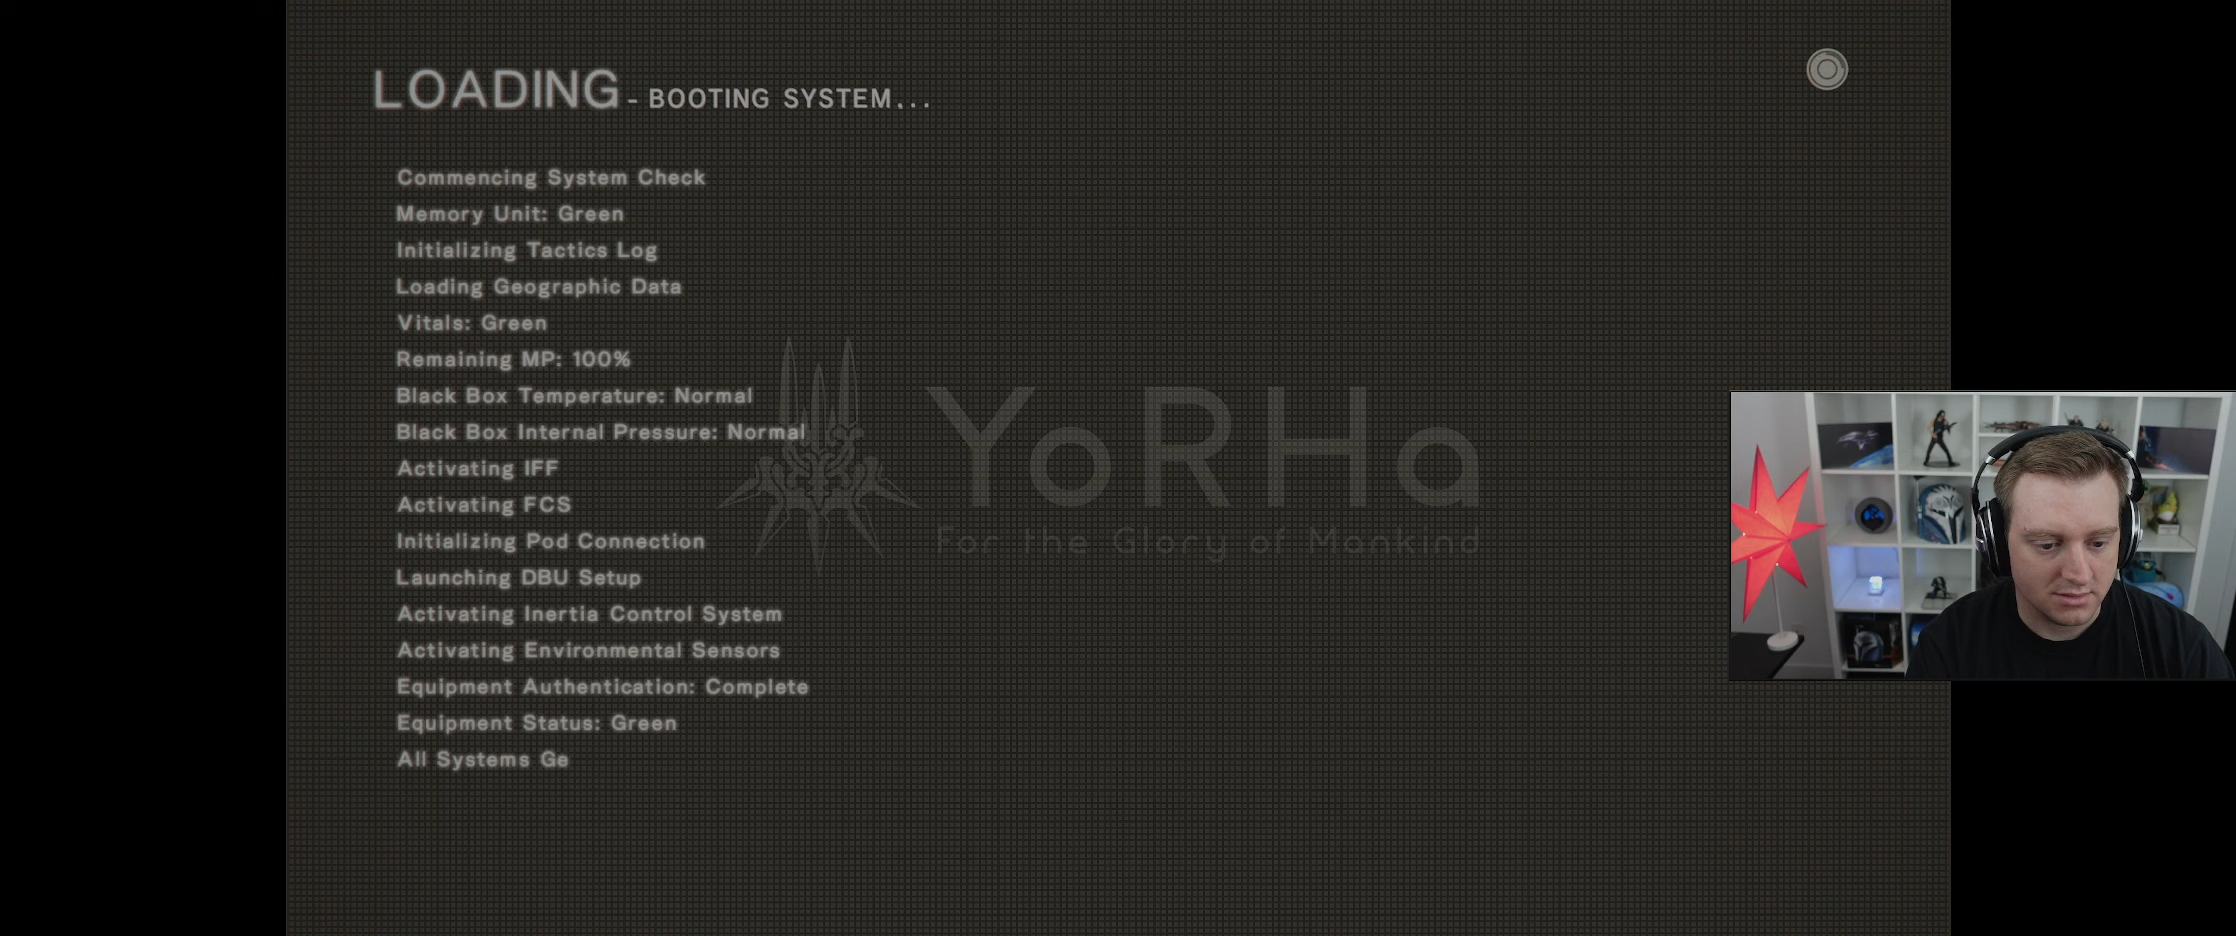 LOADING - BOOTING SYSTEM...
Commencing System Check
Memory Unit: Green
Initializing Tactics Log
Loading Geographic Data
Vitals: Green
Remaining MP: 100%
Black Box Temperature: Normal
Black Box Internal Pressure: Normal
Activating IFF
Activating FCS
Initializing Pod Connection
Launching DBU Setup
Activating Inertia Control System
Activating Environmental Sensors
Equipment Authentication: Complete
Equipment Status: Green
All Systems Ge
YoRHa
For the Glory of Mankind